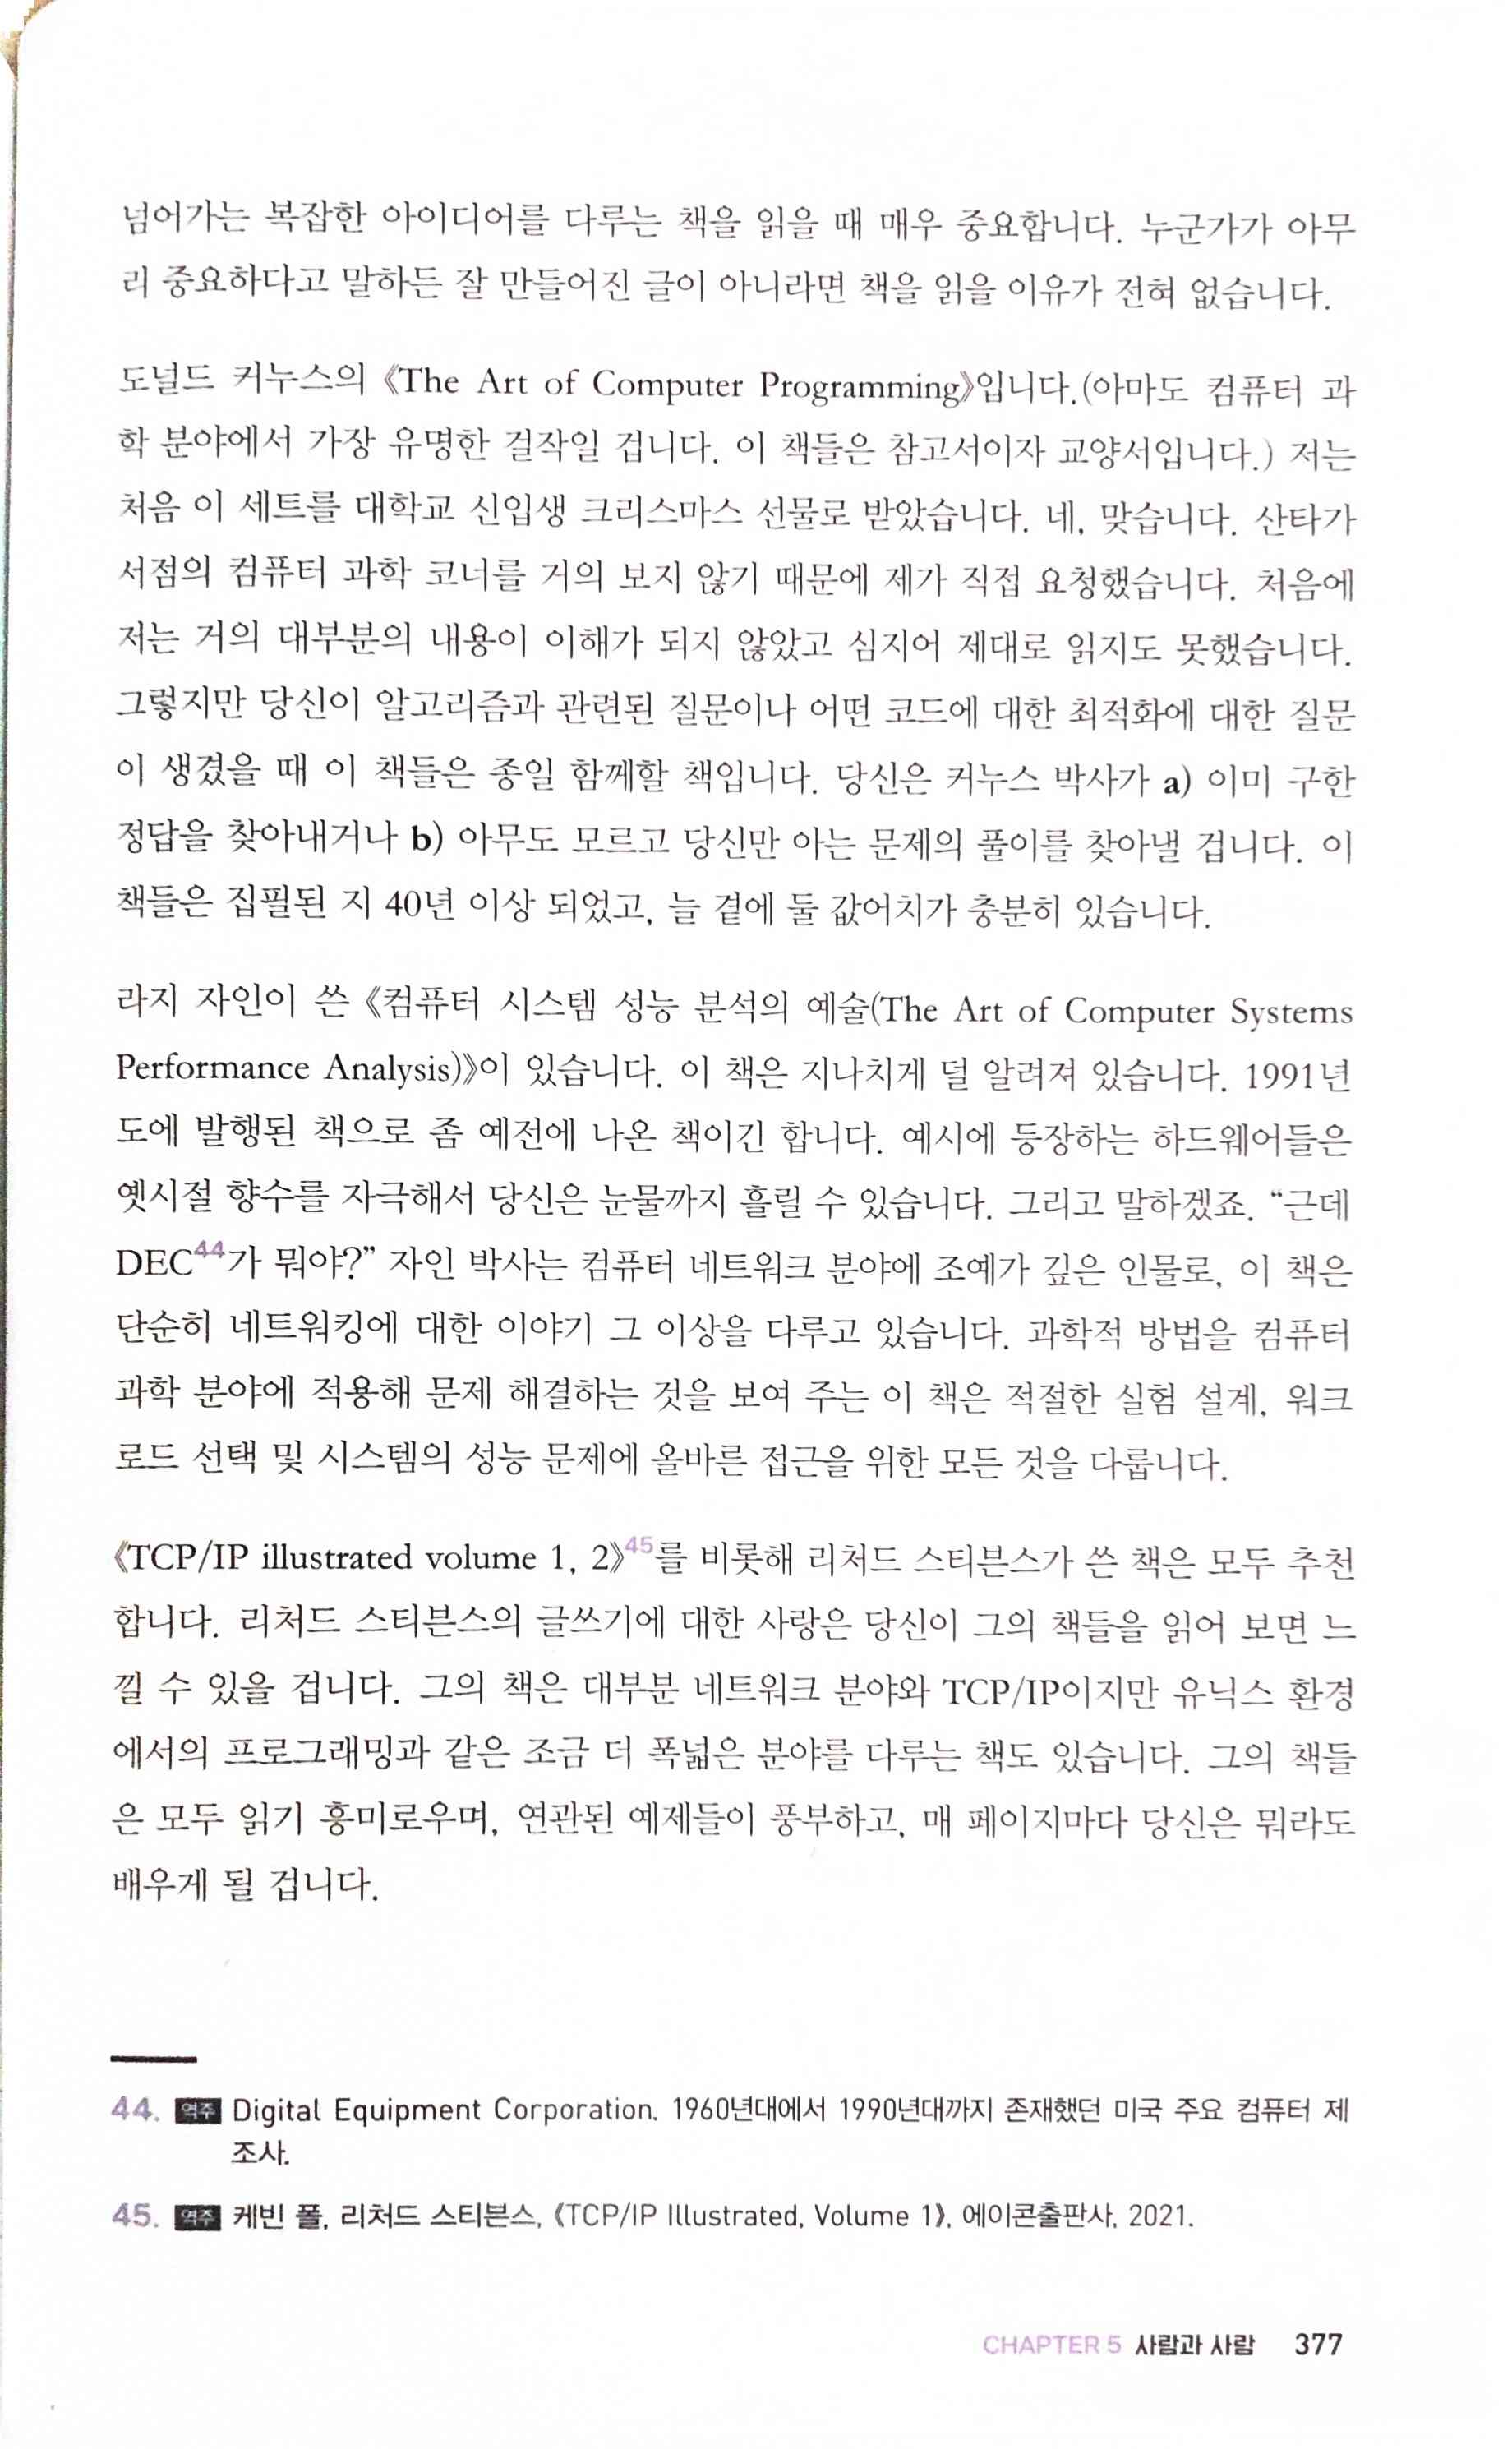 넘어가는 복잡한 아이디어를 다루는 책을 읽을 때 매우 중요합니다. 누군가가 아무
리 중요하다고 말하든 잘 만들어진 글이 아니라면 책을 읽을 이유가 전혀 없습니다.
도널드 커누스의 《The Art of Computer Programming》입니다.(아마도 컴퓨터 과
학 분야에서 가장 유명한 걸작일 겁니다. 이 책들은 참고서이자 교양서입니다.) 저는
처음 이 세트를 대학교 신입생 크리스마스 선물로 받았습니다. 네, 맞습니다. 산타가
서점의 컴퓨터 과학 코너를 거의 보지 않기 때문에 제가 직접 요청했습니다. 처음에
저는 거의 대부분의 내용이 이해가 되지 않았고 심지어 제대로 읽지도 못했습니다.
그렇지만 당신이 알고리즘과 관련된 질문이나 어떤 코드에 대한 최적화에 대한 질문
이 생겼을 때 이 책들은 종일 함께할 책입니다. 당신은 커누스 박사가 a) 이미 구한
정답을 찾아내거나 b) 아무도 모르고 당신만 아는 문제의 풀이를 찾아낼 겁니다. 이
책들은 집필된 지 40년 이상 되었고, 늘 곁에 둘 값어치가 충분히 있습니다.
라지 자인이 쓴 《컴퓨터 시스템 성능 분석의 예술(The Art of Computer Systems
Performance Analysis)》이 있습니다. 이 책은 지나치게 덜 알려져 있습니다. 1991년
도에 발행된 책으로 좀 예전에 나온 책이긴 합니다. 예시에 등장하는 하드웨어들은
옛시절 향수를 자극해서 당신은 눈물까지 흘릴 수 있습니다. 그리고 말하겠죠. “근데
DEC44가 뭐야?” 자인 박사는 컴퓨터 네트워크 분야에 조예가 깊은 인물로, 이 책은
단순히 네트워킹에 대한 이야기 그 이상을 다루고 있습니다. 과학적 방법을 컴퓨터
과학 분야에 적용해 문제 해결하는 것을 보여 주는 이 책은 적절한 실험 설계, 워크
로드 선택 및 시스템의 성능 문제에 올바른 접근을 위한 모든 것을 다룹니다.
《TCP/IP illustrated volume 1, 2》45를 비롯해 리처드 스티븐스가 쓴 책은 모두 추천
합니다. 리처드 스티븐스의 글쓰기에 대한 사랑은 당신이 그의 책들을 읽어 보면 느
낄 수 있을 겁니다. 그의 책은 대부분 네트워크 분야와 TCP/IP이지만 유닉스 환경
에서의 프로그래밍과 같은 조금 더 폭넓은 분야를 다루는 책도 있습니다. 그의 책들
은 모두 읽기 흥미로우며, 연관된 예제들이 풍부하고, 매 페이지마다 당신은 뭐라도
배우게 될 겁니다.
44. 역주 Digital Equipment Corporation. 1960년대에서 1990년대까지 존재했던 미국 주요 컴퓨터 제
조사.
45. 역주 케빈 폴, 리처드 스티븐스, 《TCP/IP Illustrated, Volume 1》, 에이콘출판사, 2021.
CHAPTER 5 사람과 사람 377